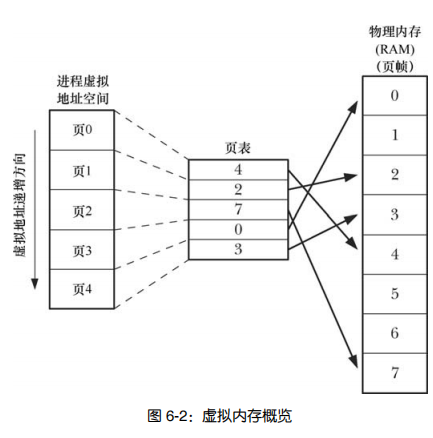 物理内存
(RAM)
(页帧)
进程虚拟
地址空间
虚拟地址递增方向
页0
页1
页2
页3
页4
页表
4
2
7
0
3
0
1
2
3
4
5
6
7
图 6-2：虚拟内存概览